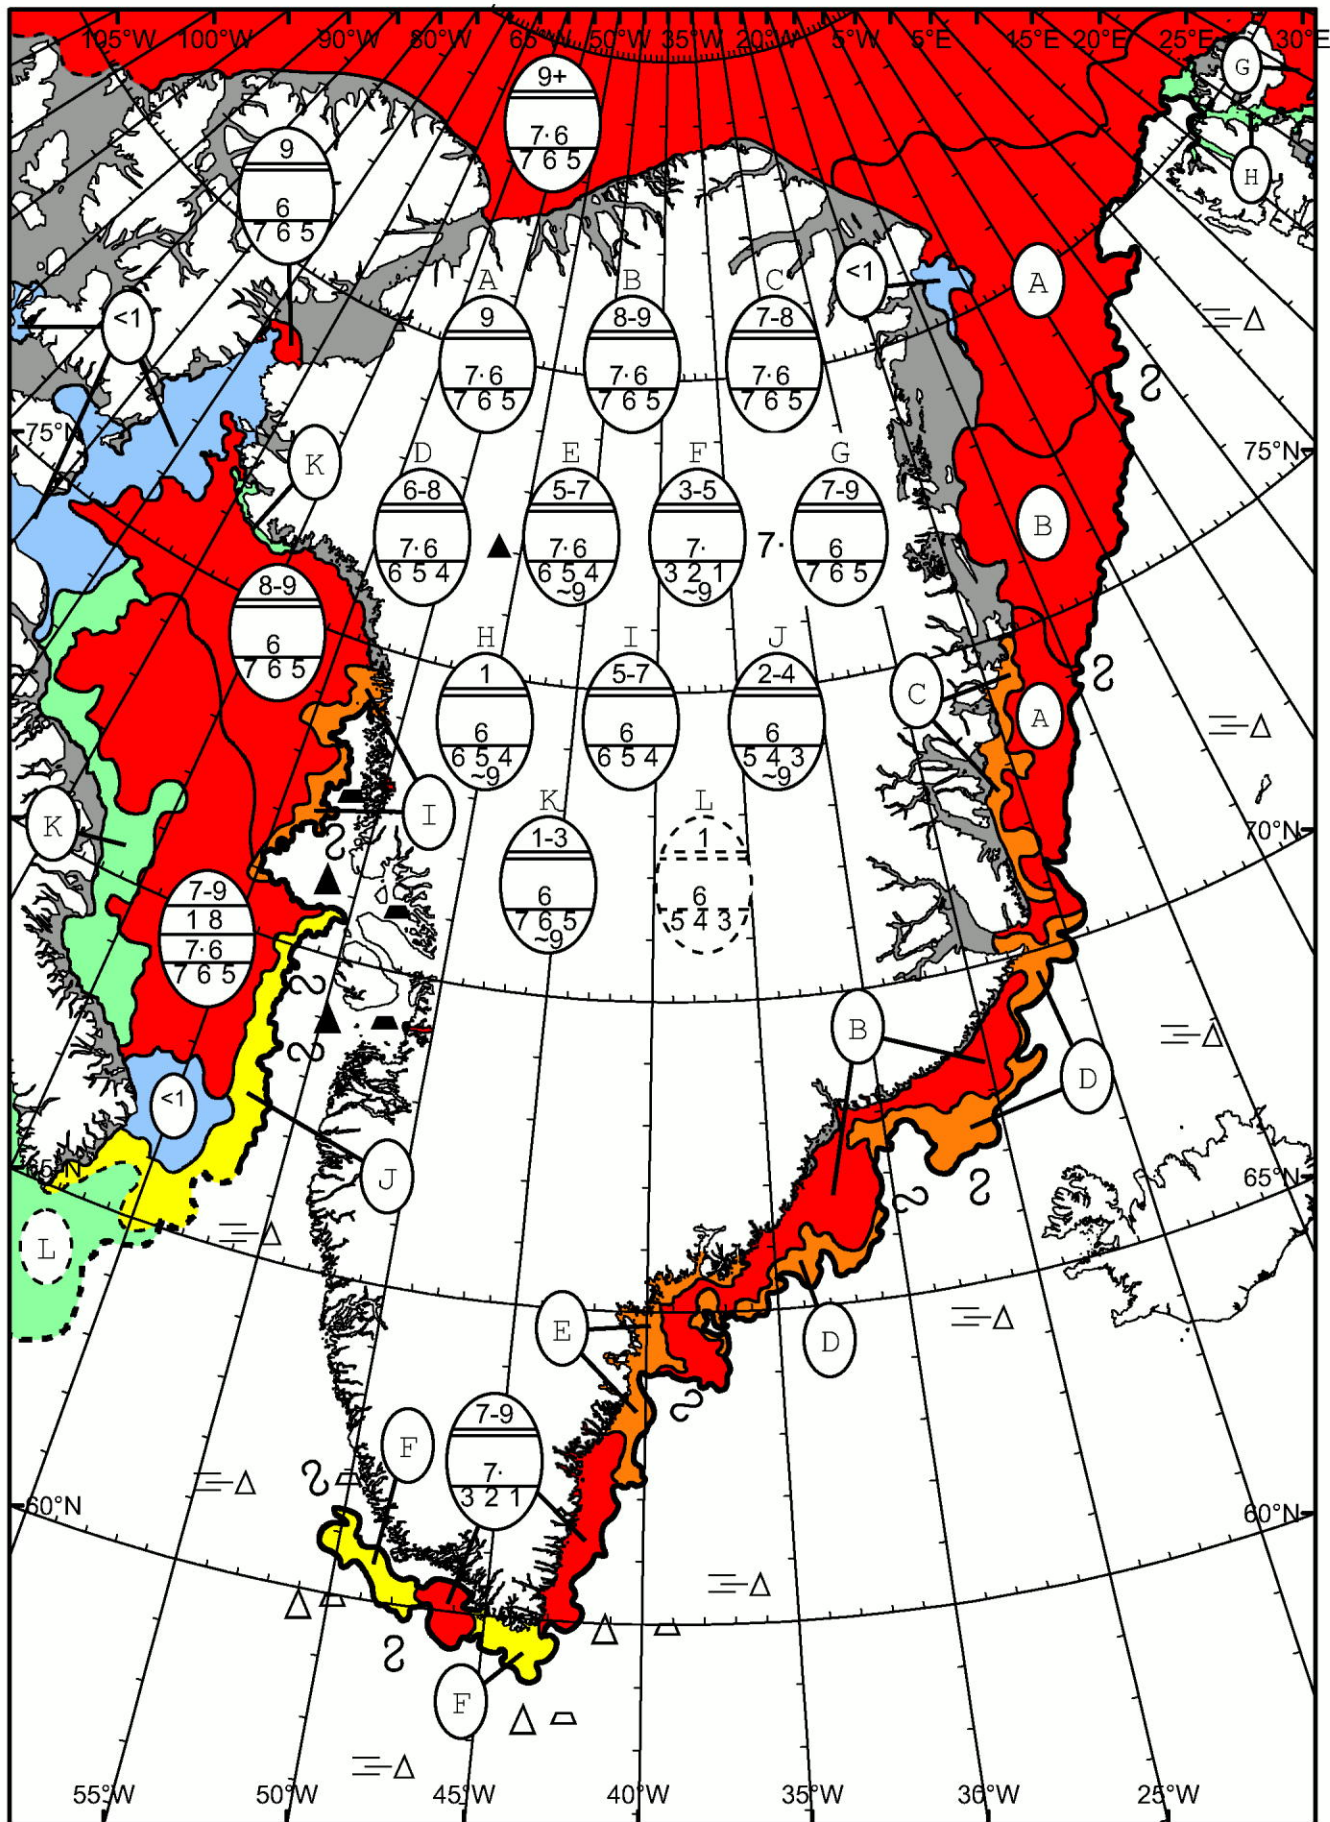 105°W 100°W 90°W 80°W 65°W 50°W 35°W 20°W 5°W 5°E 15°E 20°E 25°E 30°E
9+
7·6
7 6 5
G
H
9
6
7 6 5
<1
<1
A
A
9
7·6
7 6 5
B
8-9
7·6
7 6 5
C
7-8
7·6
7 6 5
75°N
75°N
K
D
6-8
7·6
6 5 4
E
5-7
7·6
6 5 4
~9
F
3-5
7·
3 2 1
~9
G
7-9
7·
6
7 6 5
B
8-9
6
7 6 5
H
1
6
6 5 4
~9
I
5-7
6
6 5 4
J
2-4
6
5 4 3
~9
C
A
I
K
K
1-3
6
7 6 5
~9
L
1
6
5 4 3
70°N
7-9
1 8
7·6
7 6 5
B
D
<1
J
65°N
65°N
L
E
D
F
7-9
7·
3 2 1
60°N
60°N
F
55°W 50°W 45°W 40°W 35°W 30°W 25°W